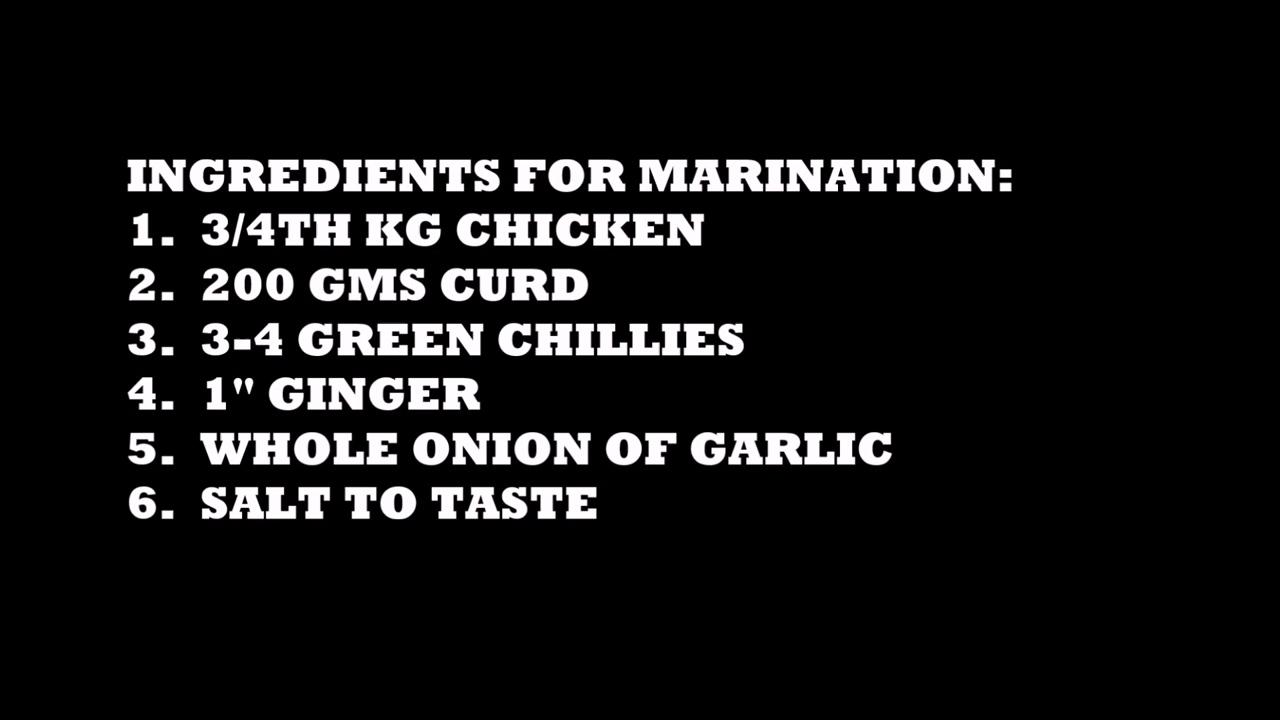 INGREDIENTS FOR MARINATION:
1. 3/4TH KG CHICKEN
2. 200 GMS CURD
3. 3-4 GREEN CHILLIES
4. 1" GINGER
5. WHOLE ONION OF GARLIC
6. SALT TO TASTE